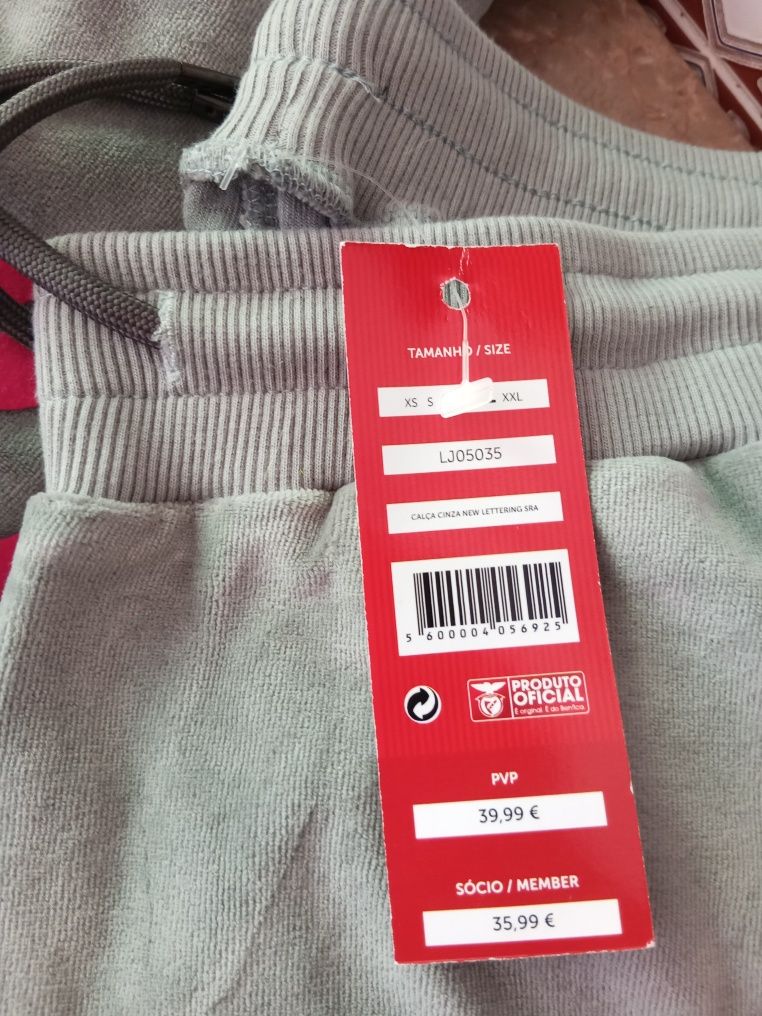 TAMANHO / SIZE
XS S XXL
LJ05035
CALÇA CINZA NEW LETTERING SRA
5 600004 056925
PRODUTO
OFICIAL
É original. É do Benfica.
PVP
39,99 €
SÓCIO / MEMBER
35,99 €